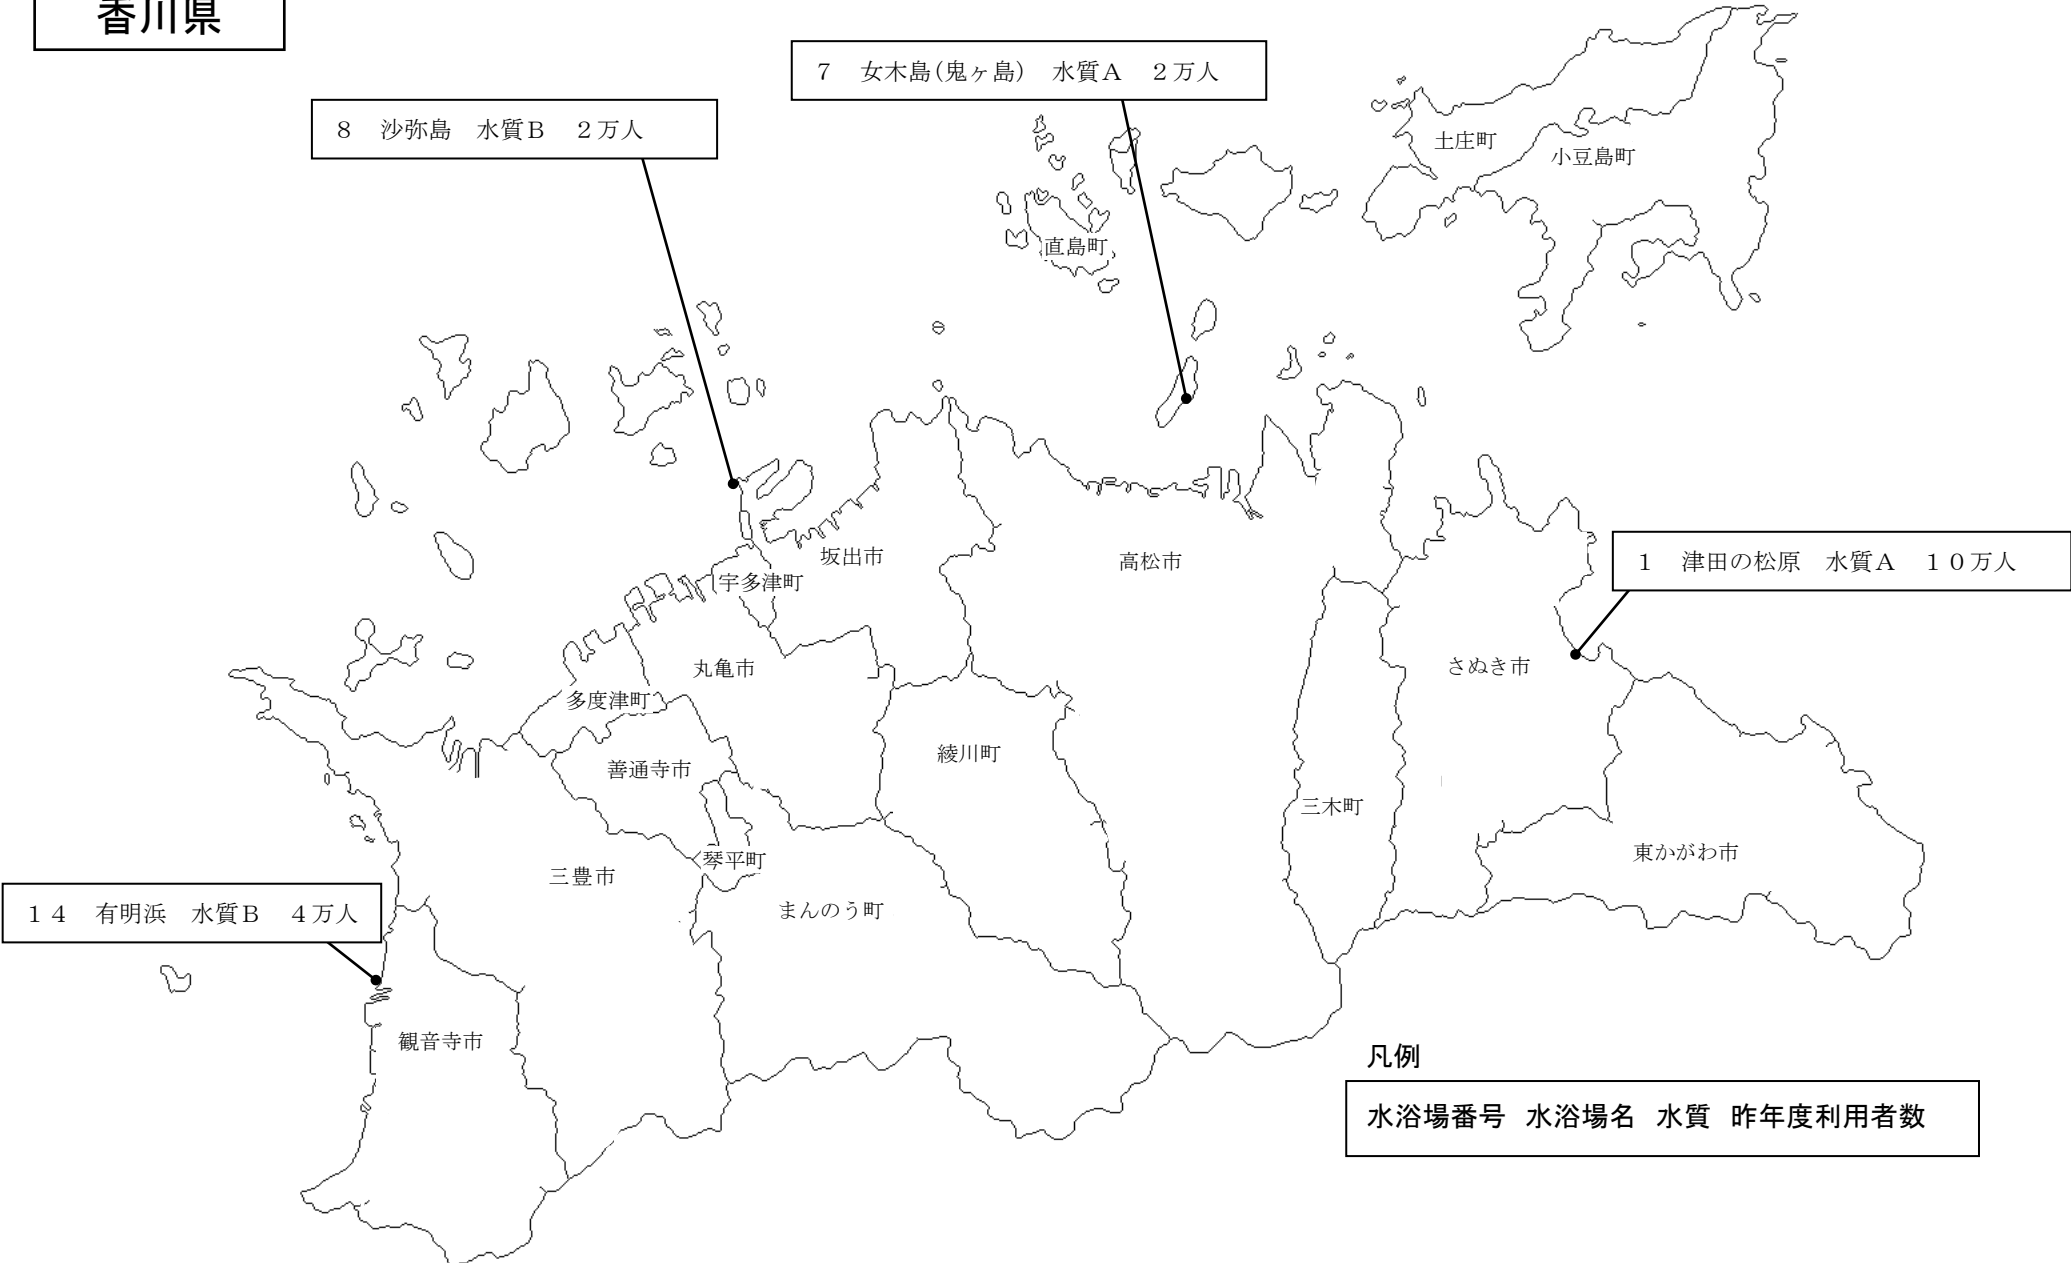 香川県
７　女木島(鬼ヶ島)　水質Ａ　２万人
８　沙弥島　水質Ｂ　２万人
土庄町
小豆島町
直島町
１　津田の松原　水質Ａ　１０万人
坂出市
高松市
宇多津町
さぬき市
丸亀市
多度津町
綾川町
善通寺市
三木町
琴平町
東かがわ市
三豊市
まんのう町
１４　有明浜　水質Ｂ　４万人
観音寺市
凡例
水浴場番号　水浴場名　水質　昨年度利用者数